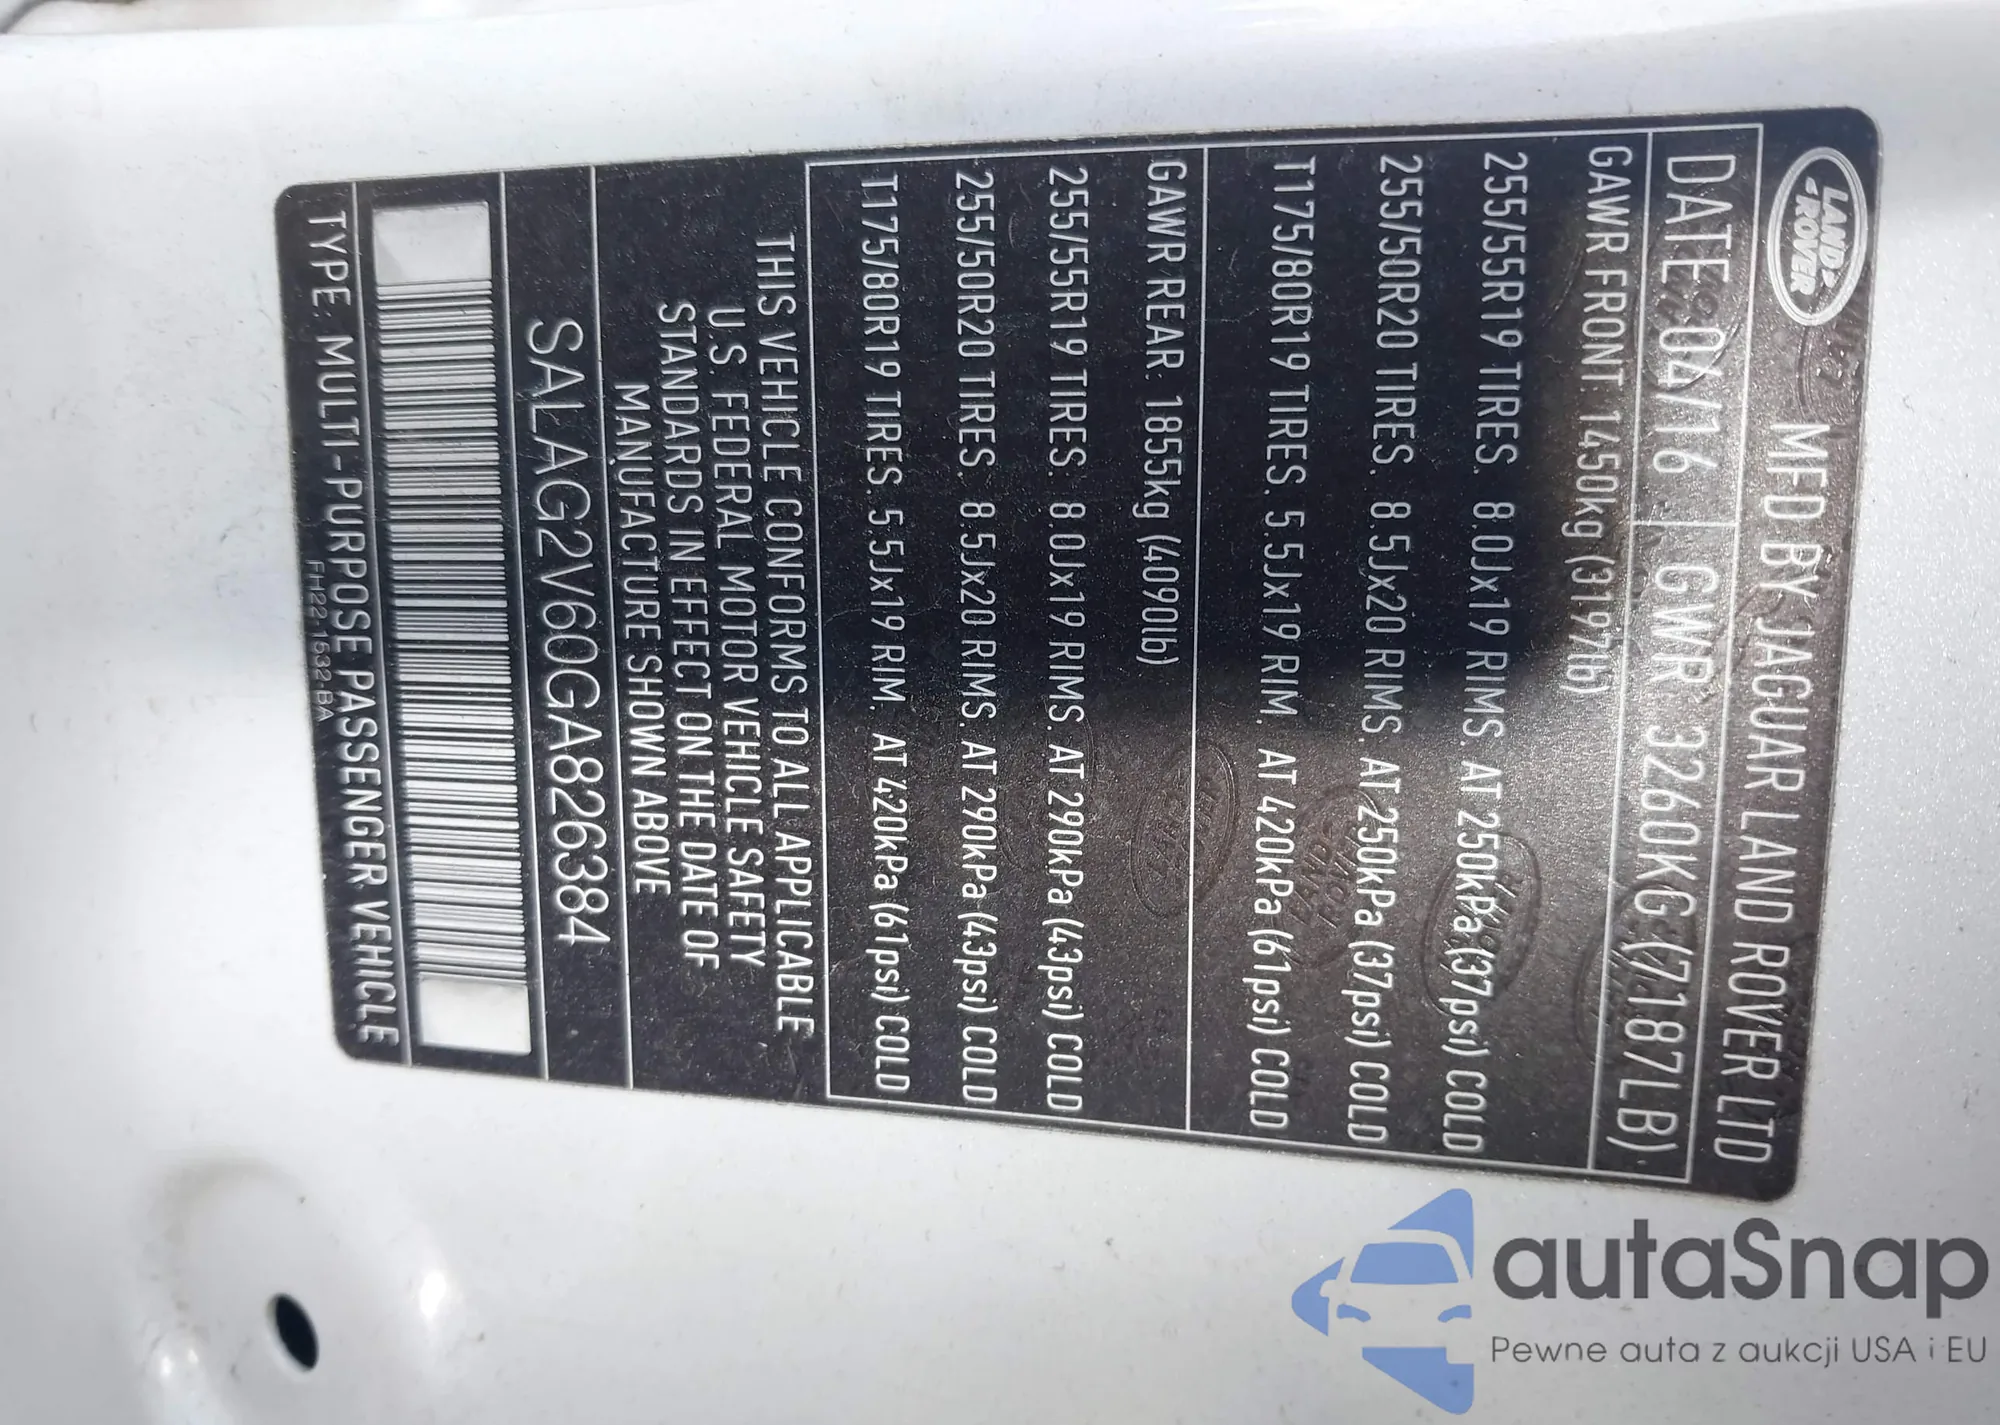 LAND
ROVER
MFD BY JAGUAR LAND ROVER LTD
DATE 04/16 GWR 3260KG (7187LB)
GAWR FRONT: 1450kg (3197lb)
255/55R19 TIRES. 8.0Jx19 RIMS. AT 250kPa (37psi) COLD
255/50R20 TIRES. 8.5Jx20 RIMS. AT 250kPa (37psi) COLD
T175/80R19 TIRES. 5.5Jx19 RIM. AT 420kPa (61psi) COLD
GAWR REAR: 1855kg (4090lb)
255/55R19 TIRES. 8.0Jx19 RIMS. AT 290kPa (43psi) COLD
255/50R20 TIRES. 8.5Jx20 RIMS. AT 290kPa (43psi) COLD
T175/80R19 TIRES. 5.5Jx19 RIM. AT 420kPa (61psi) COLD
THIS VEHICLE CONFORMS TO ALL APPLICABLE
U.S. FEDERAL MOTOR VEHICLE SAFETY
STANDARDS IN EFFECT ON THE DATE OF
MANUFACTURE SHOWN ABOVE
SALAG2V60GA826384
TYPE: MULTI-PURPOSE PASSENGER VEHICLE
FH22 1532-BA
autaSnap
Pewne auta z aukcji USA i EU